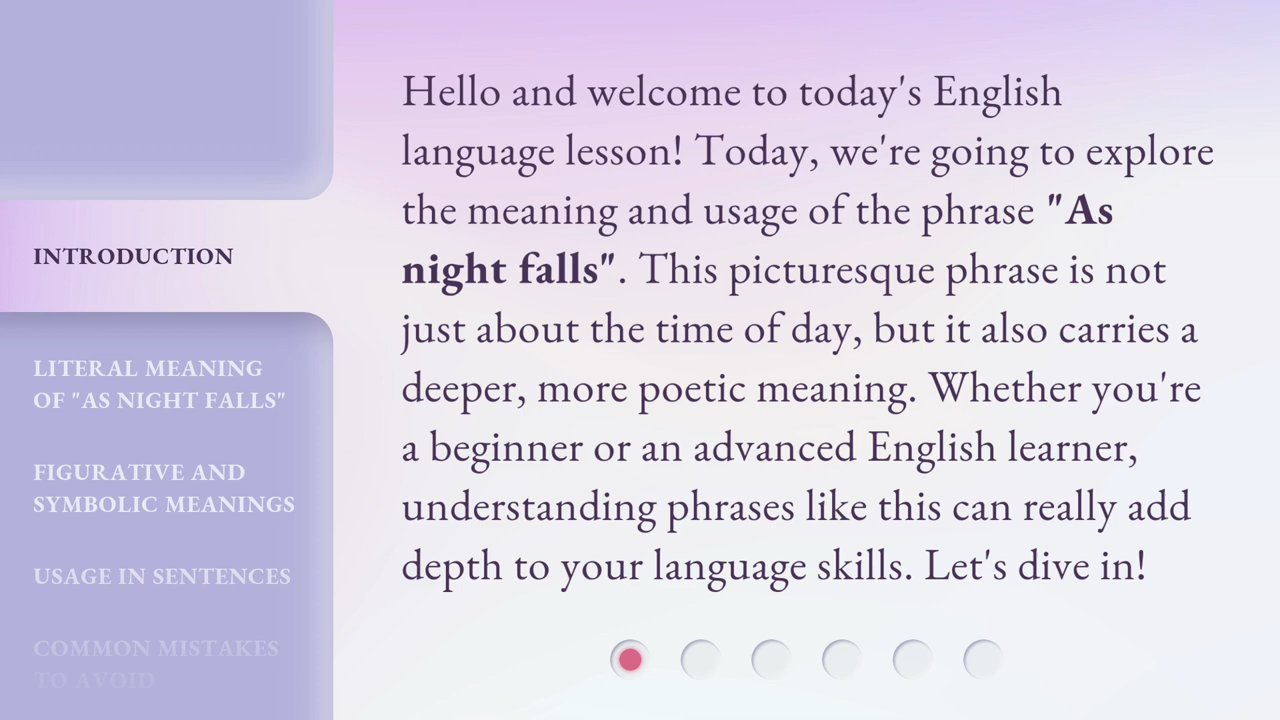 INTRODUCTION
LITERAL MEANING
OF "AS NIGHT FALLS"
FIGURATIVE AND
SYMBOLIC MEANINGS
USAGE IN SENTENCES
COMMON MISTAKES
TO AVOID
Hello and welcome to today's English
language lesson! Today, we're going to explore
the meaning and usage of the phrase "As
night falls". This picturesque phrase is not
just about the time of day, but it also carries a
deeper, more poetic meaning. Whether you're
a beginner or an advanced English learner,
understanding phrases like this can really add
depth to your language skills. Let's dive in!